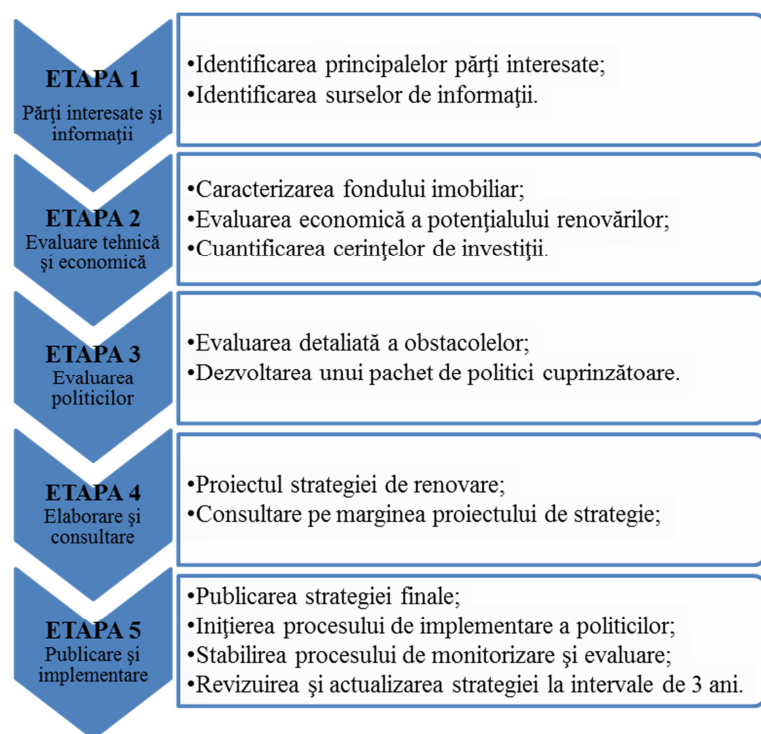 ETAPA 1
Părţi interesate şi
informaţii
•Identificarea principalelor părţi interesate;
•Identificarea surselor de informaţii.
ETAPA 2
Evaluare tehnică
şi economică
•Caracterizarea fondului imobiliar;
•Evaluarea economică a potenţialului renovărilor;
•Cuantificarea cerinţelor de investiţii.
ETAPA 3
Evaluarea
politicilor
•Evaluarea detaliată a obstacolelor;
•Dezvoltarea unui pachet de politici cuprinzătoare.
ETAPA 4
Elaborare şi
consultare
•Proiectul strategiei de renovare;
•Consultare pe marginea proiectului de strategie;
ETAPA 5
Publicare şi
implementare
•Publicarea strategiei finale;
•Iniţierea procesului de implementare a politicilor;
•Stabilirea procesului de monitorizare şi evaluare;
•Revizuirea şi actualizarea strategiei la intervale de 3 ani.